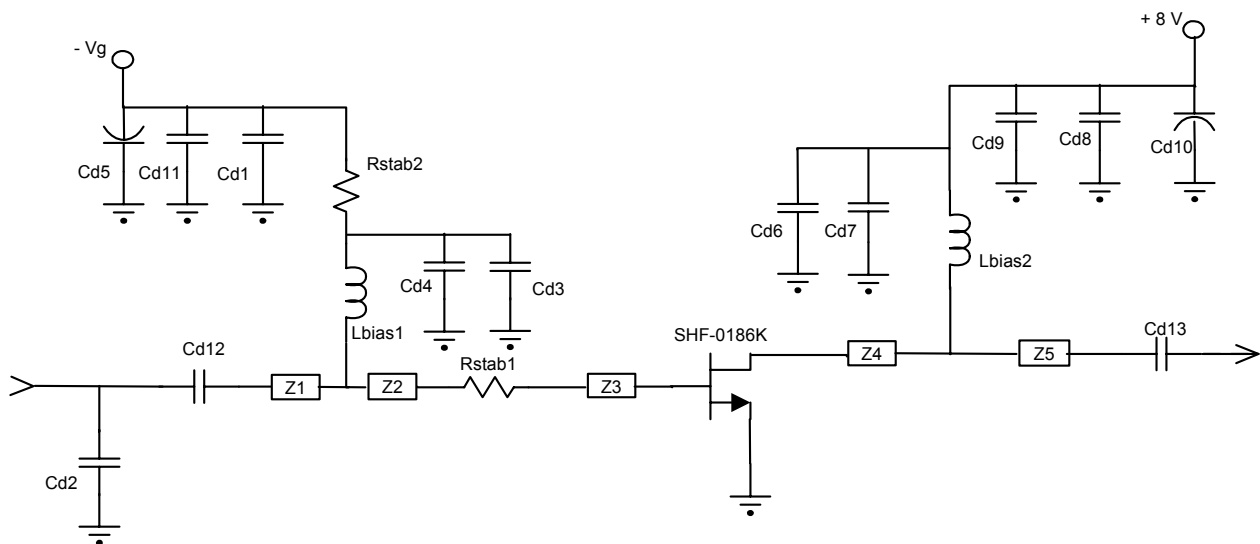 + 8 V
- Vg
Cd5
Cd11
Cd1
Rstab2
Cd9
Cd8
Cd10
Cd6
Cd7
Lbias2
Cd4
Cd3
Lbias1
SHF-0186K
Cd12
Cd13
Rstab1
Z1
Z2
Z3
Z4
Z5
Cd2